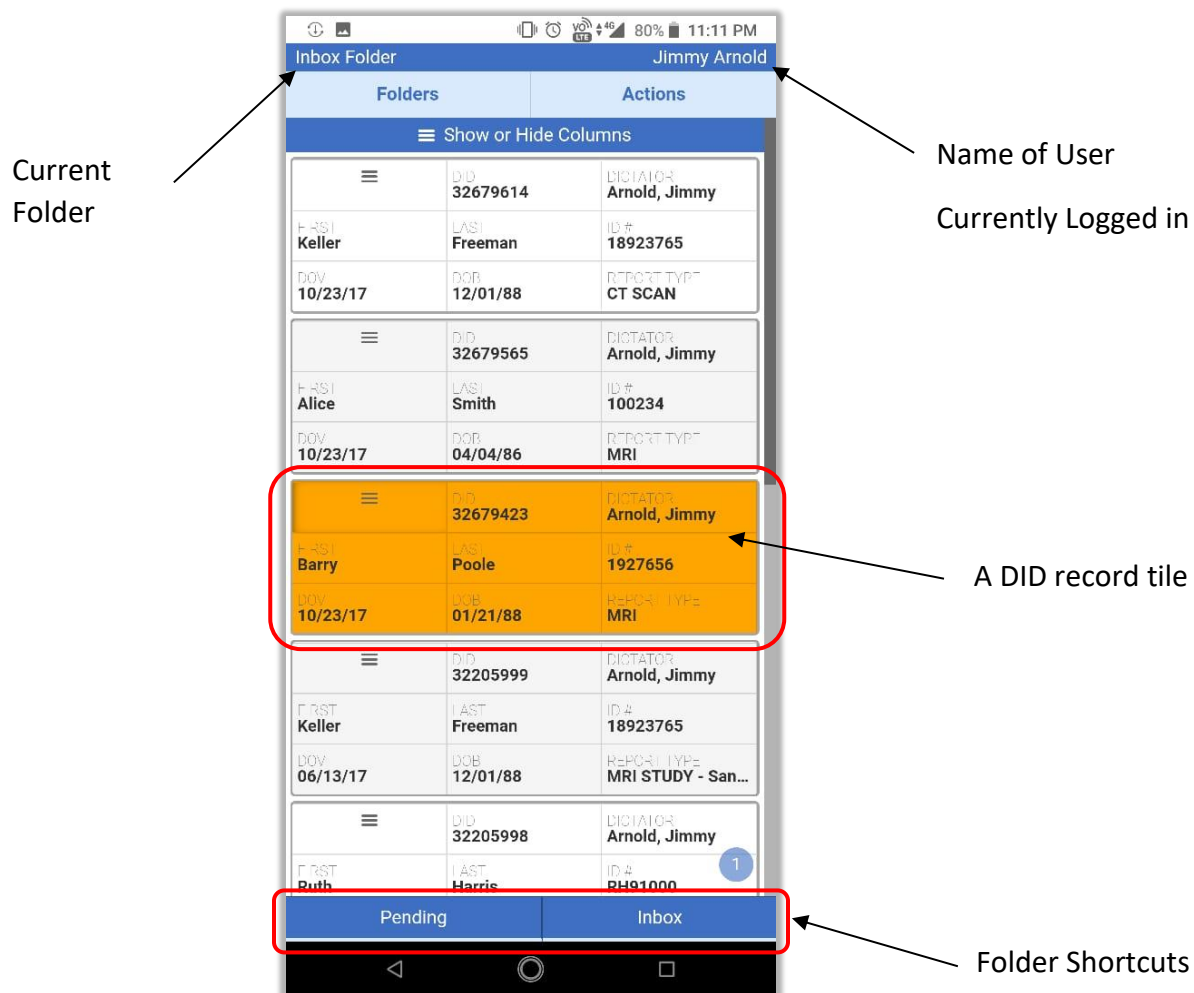 VO LTE 4G 80% 11:11 PM
Inbox Folder Jimmy Arnold
Folders Actions
Show or Hide Columns
Current
Folder
Name of User
Currently Logged in
DID DICTATOR
32679614 Arnold, Jimmy
FIRST LAST ID #
Keller Freeman 18923765
DOV DOB REPORT TYPE
10/23/17 12/01/88 CT SCAN
DID DICTATOR
32679565 Arnold, Jimmy
FIRST LAST ID #
Alice Smith 100234
DOV DOB REPORT TYPE
10/23/17 04/04/86 MRI
DID DICTATOR
32679423 Arnold, Jimmy
FIRST LAST ID #
Barry Poole 1927656
DOV DOB REPORT TYPE
10/23/17 01/21/88 MRI
A DID record tile
DID DICTATOR
32205999 Arnold, Jimmy
FIRST LAST ID #
Keller Freeman 18923765
DOV DOB REPORT TYPE
06/13/17 12/01/88 MRI STUDY - San...
DID DICTATOR
32205998 Arnold, Jimmy
FIRST LAST ID #
Ruth Harris RH91000
1
Pending Inbox
Folder Shortcuts